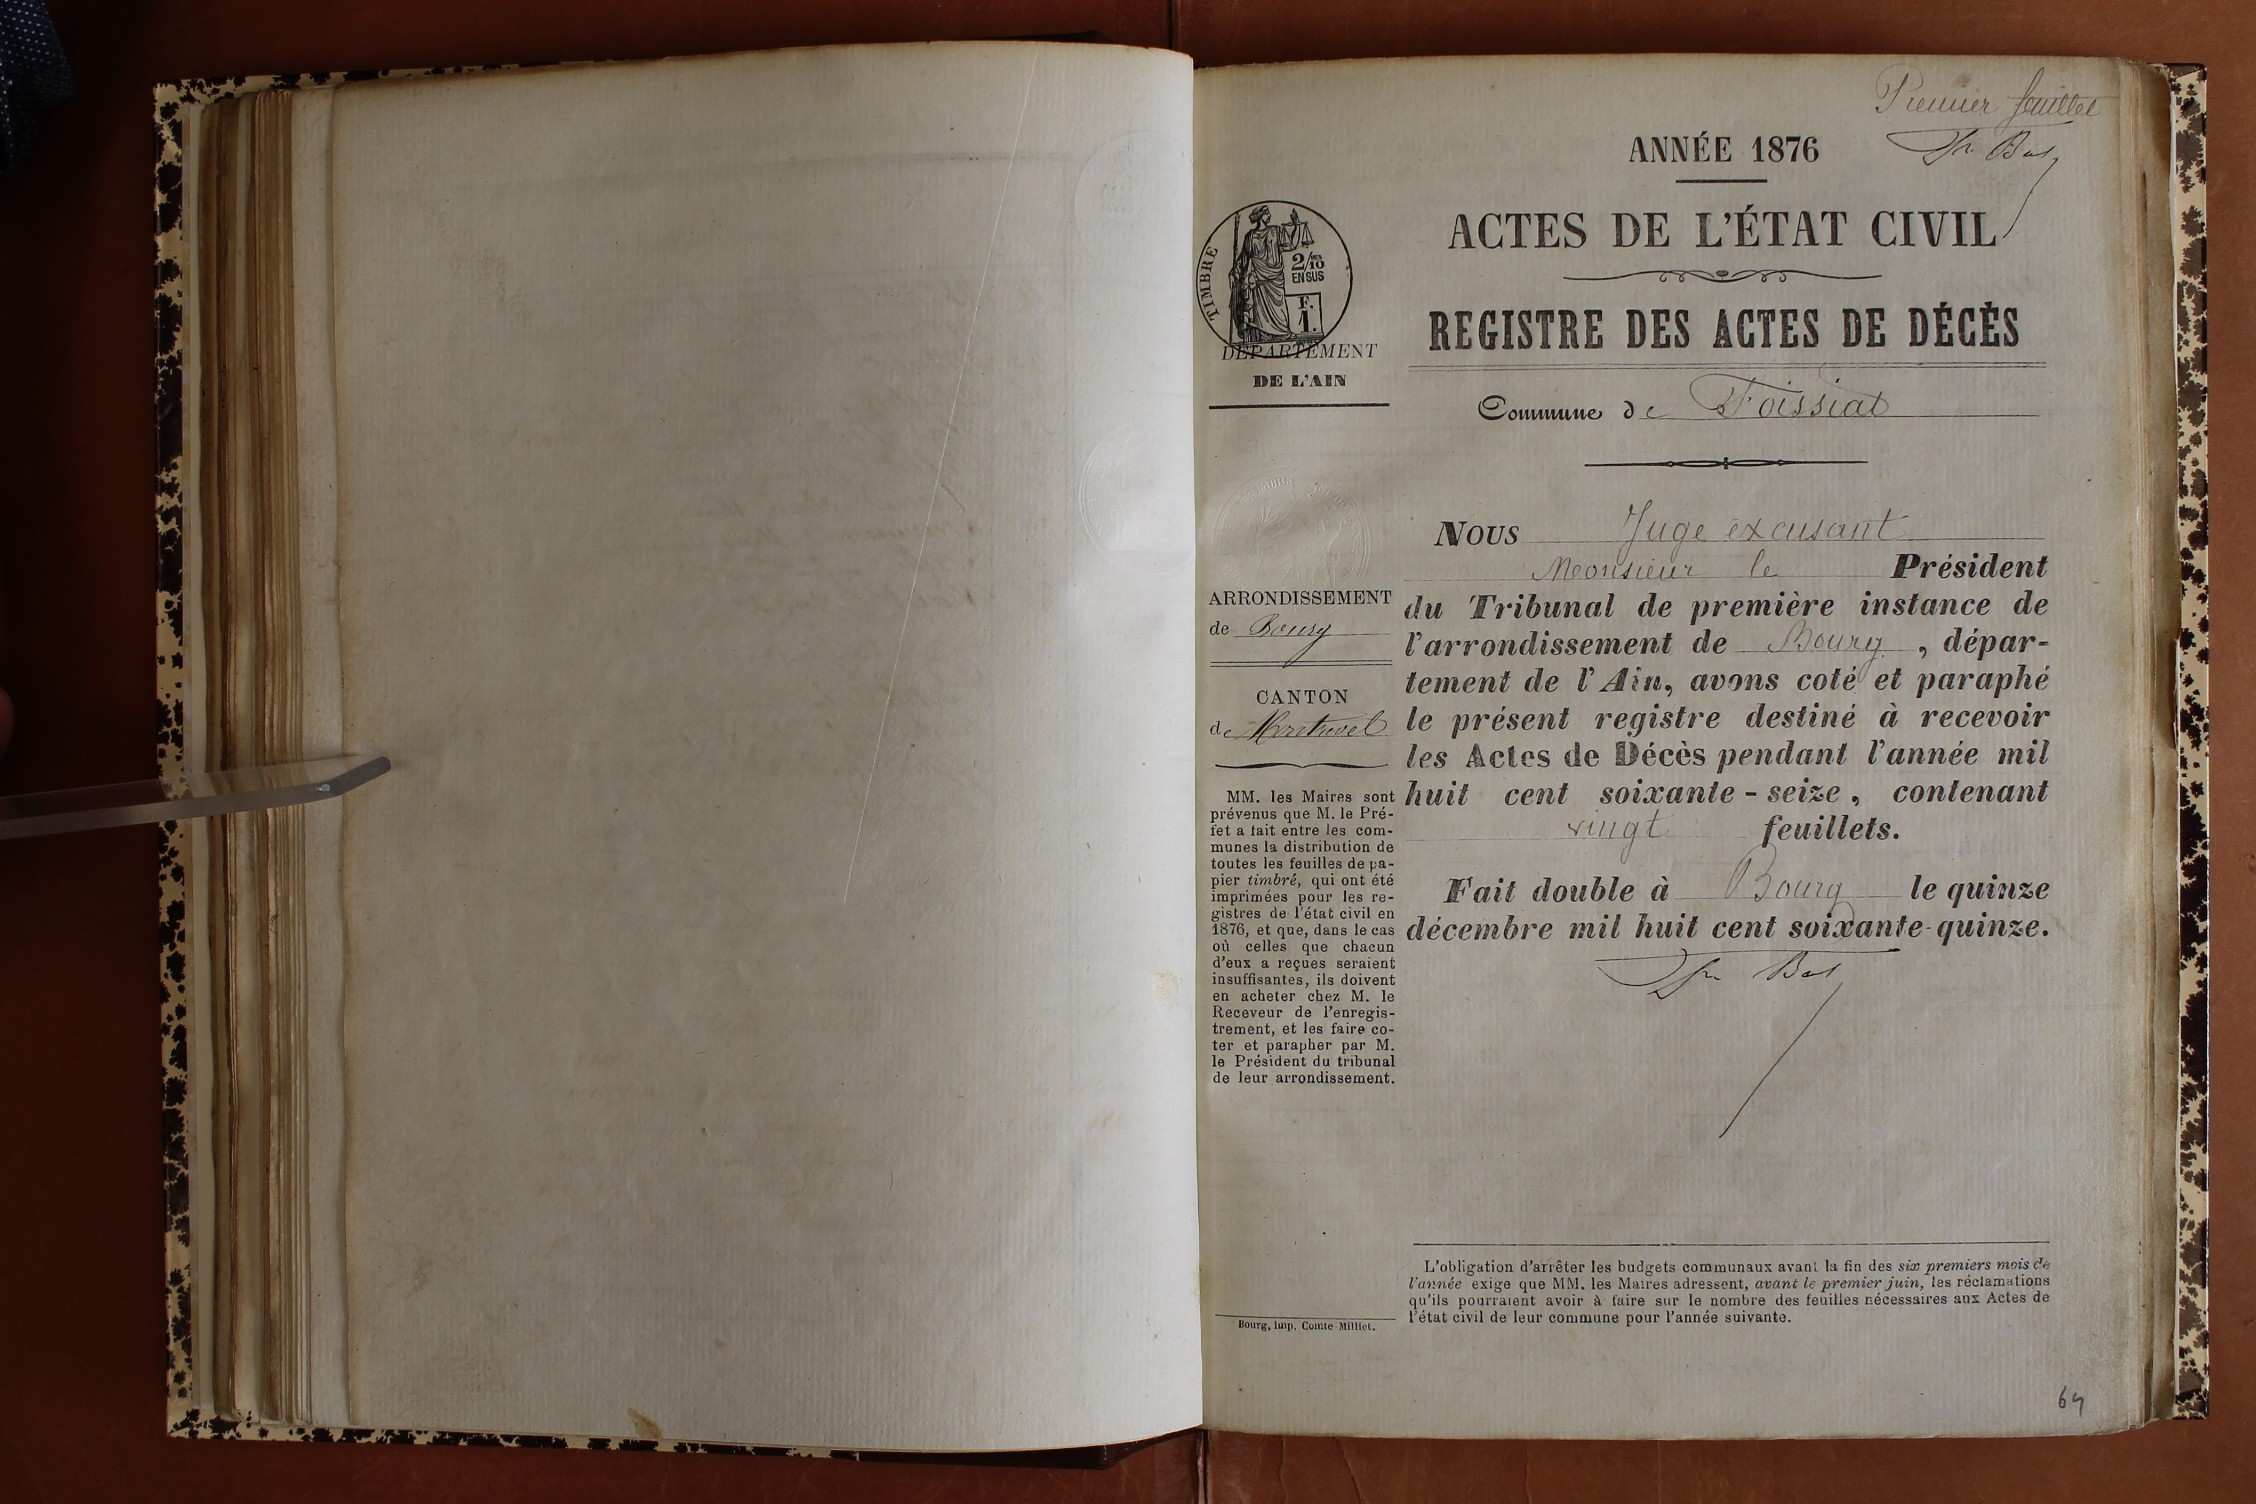 Premier feuillet
ANNÉE 1876
ACTES DE L'ÉTAT CIVIL
REGISTRE DES ACTES DE DÉCÈS
Commune de Foissiat
TIMBRE
2/10
EN SUS
F.
1.
DÉPARTEMENT
DE L'AIN
ARRONDISSEMENT
de Bourg
CANTON
de Montrevel
MM. les Maires sont
prévenus que M. le Pré-
fet a fait entre les com-
munes la distribution de
toutes les feuilles de pa-
pier timbré, qui ont été
imprimées pour les re-
gistres de l'état civil en
1876, et que, dans le cas
où celles que chacun
d'eux a reçues seraient
insuffisantes, ils doivent
en acheter chez M. le
Receveur de l'enregis-
trement, et les faire co-
ter et parapher par M.
le Président du tribunal
de leur arrondissement.
Bourg, Imp. Comte-Milliet.
NOUS Juge excusant
Monsieur le Président
du Tribunal de première instance de
l'arrondissement de Bourg, dépar-
tement de l'Ain, avons coté et paraphé
le présent registre destiné à recevoir
les Actes de Décès pendant l'année mil
huit cent soixante-seize, contenant
vingt feuillets.
Fait double à Bourg le quinze
décembre mil huit cent soixante-quinze.
L'obligation d'arrêter les budgets communaux avant la fin des six premiers mois de
l'année exige que MM. les Maires adressent, avant le premier juin, les réclamations
qu'ils pourraient avoir à faire sur le nombre des feuilles nécessaires aux Actes de
l'état civil de leur commune pour l'année suivante.